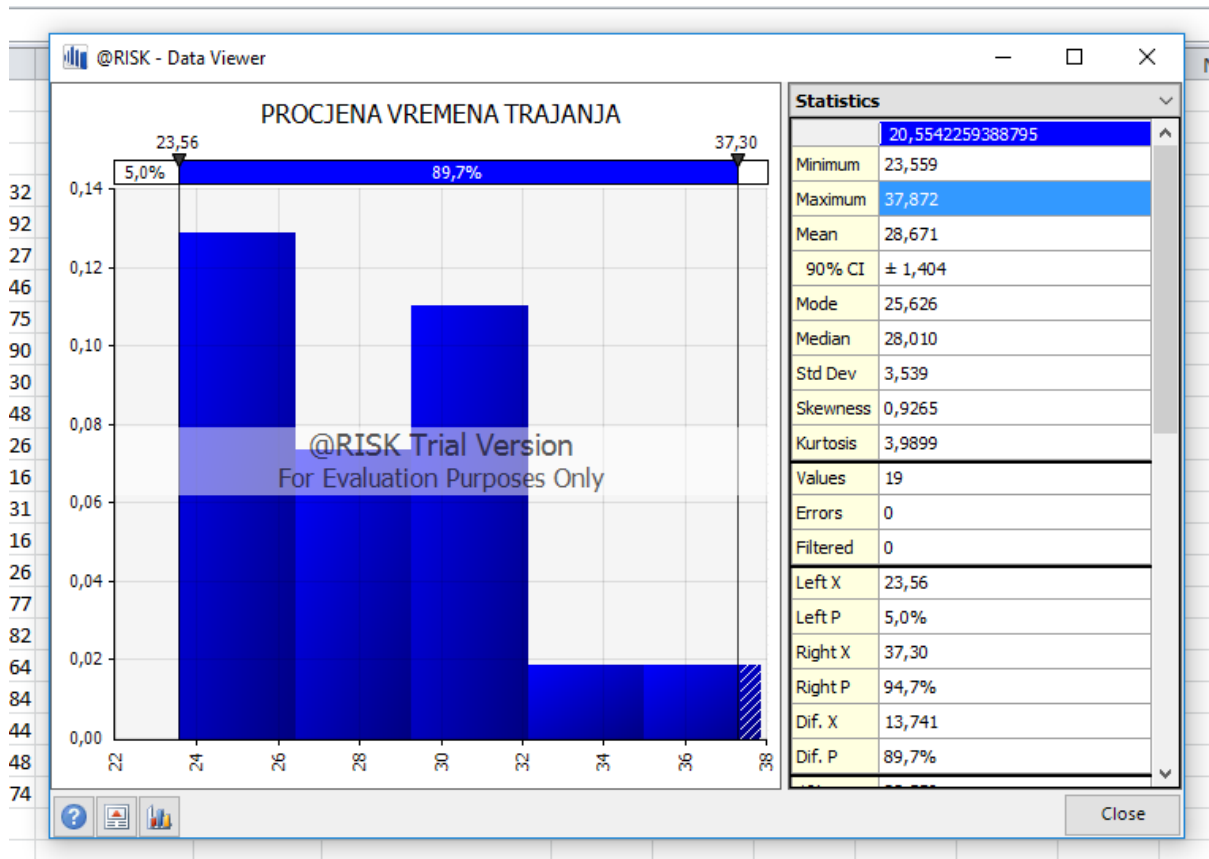 @RISK - Data Viewer
PROCJENA VREMENA TRAJANJA
23,56 37,30
5,0% 89,7%
0,14
0,12
0,10
0,08
0,06
0,04
0,02
0,00
22 24 26 28 30 32 34 36 38
@RISK Trial Version
For Evaluation Purposes Only
Statistics
20,5542259388795
Minimum 23,559
Maximum 37,872
Mean 28,671
90% CI ± 1,404
Mode 25,626
Median 28,010
Std Dev 3,539
Skewness 0,9265
Kurtosis 3,9899
Values 19
Errors 0
Filtered 0
Left X 23,56
Left P 5,0%
Right X 37,30
Right P 94,7%
Dif. X 13,741
Dif. P 89,7%
Close
32
92
27
46
75
90
30
48
26
16
31
16
26
77
82
64
84
44
48
74